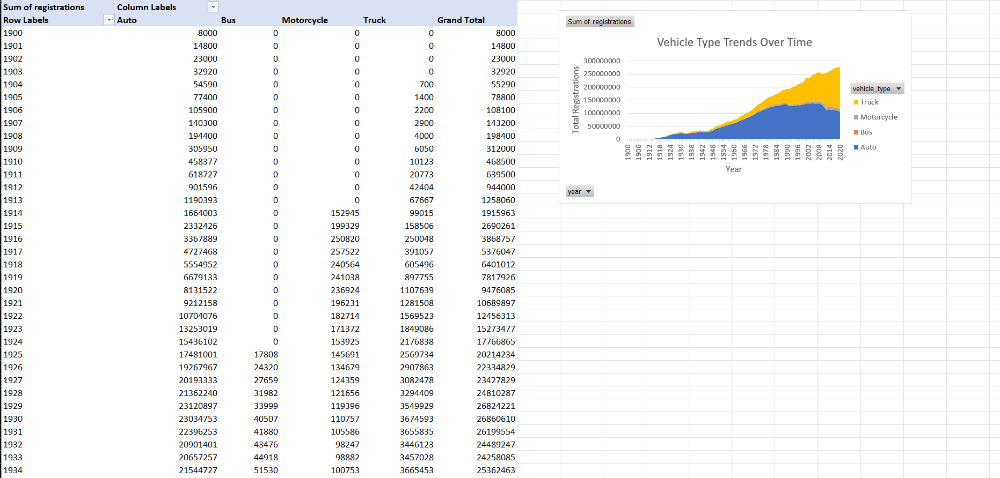 Sum of registrations Column Labels
Row Labels Auto Bus Motorcycle Truck Grand Total
1900 8000 0 0 0 8000
1901 14800 0 0 0 14800
1902 23000 0 0 0 23000
1903 32920 0 0 0 32920
1904 54590 0 0 700 55290
1905 77400 0 0 1400 78800
1906 105900 0 0 2200 108100
1907 140300 0 0 2900 143200
1908 194400 0 0 4000 198400
1909 305950 0 0 6050 312000
1910 458377 0 0 10123 468500
1911 618727 0 0 20773 639500
1912 901596 0 0 42404 944000
1913 1190393 0 0 67667 1258060
1914 1664003 0 152945 99015 1915963
1915 2332426 0 199329 158506 2690261
1916 3367889 0 250820 250048 3868757
1917 4727468 0 257522 391057 5376047
1918 5554952 0 240564 605496 6401012
1919 6679133 0 241038 897755 7817926
1920 8131522 0 236924 1107639 9476085
1921 9212158 0 196231 1281508 10689897
1922 10704076 0 182714 1569523 12456313
1923 13253019 0 171372 1849086 15273477
1924 15436102 0 153925 2176838 17766865
1925 17481001 17808 145691 2569734 20214234
1926 19267967 24320 134679 2907863 22334829
1927 20193333 27659 124359 3082478 23427829
1928 21362240 31982 121656 3294409 24810287
1929 23120897 33999 119396 3549929 26824221
1930 23034753 40507 110757 3674593 26860610
1931 22396253 41880 105586 3655835 26199554
1932 20901401 43476 98247 3446123 24489247
1933 20657257 44918 98882 3457028 24258085
1934 21544727 51530 100753 3665453 25362463
Sum of registrations
Vehicle Type Trends Over Time
Total Registrations
300000000
250000000
200000000
150000000
100000000
50000000
0
1900 1906 1912 1918 1924 1930 1936 1942 1948 1954 1960 1966 1972 1978 1984 1990 1996 2002 2008 2014 2020
Year
vehicle_type
Truck
Motorcycle
Bus
Auto
year